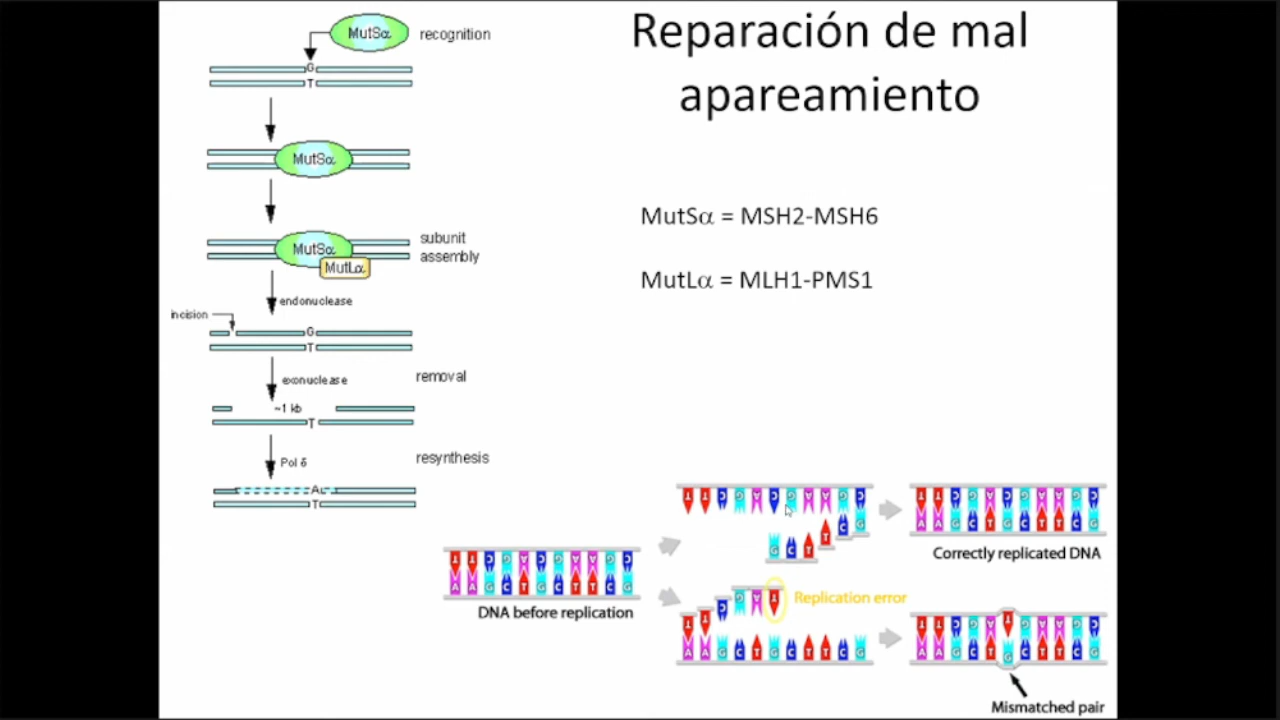 Reparación de mal
apareamiento
MutSα
recognition
G
T
MutSα
MutSα
subunit
assembly
MutLα
endonuclease
incision
G
T
exonuclease
removal
~1 kb
T
Pol δ
resynthesis
A
T
MutSα = MSH2-MSH6
MutLα = MLH1-PMS1
T T C G A C G A A G C
A A G C T G C T T C G
DNA before replication
T T C G A C G A A G C
G C T T C G
T T C G A C G A A G C
A A G C T G C T T C G
Correctly replicated DNA
T T C G A T
Replication error
A A G C T G C T T C G
T T C G A T G A A G C
A A G C T G C T T C G
Mismatched pair